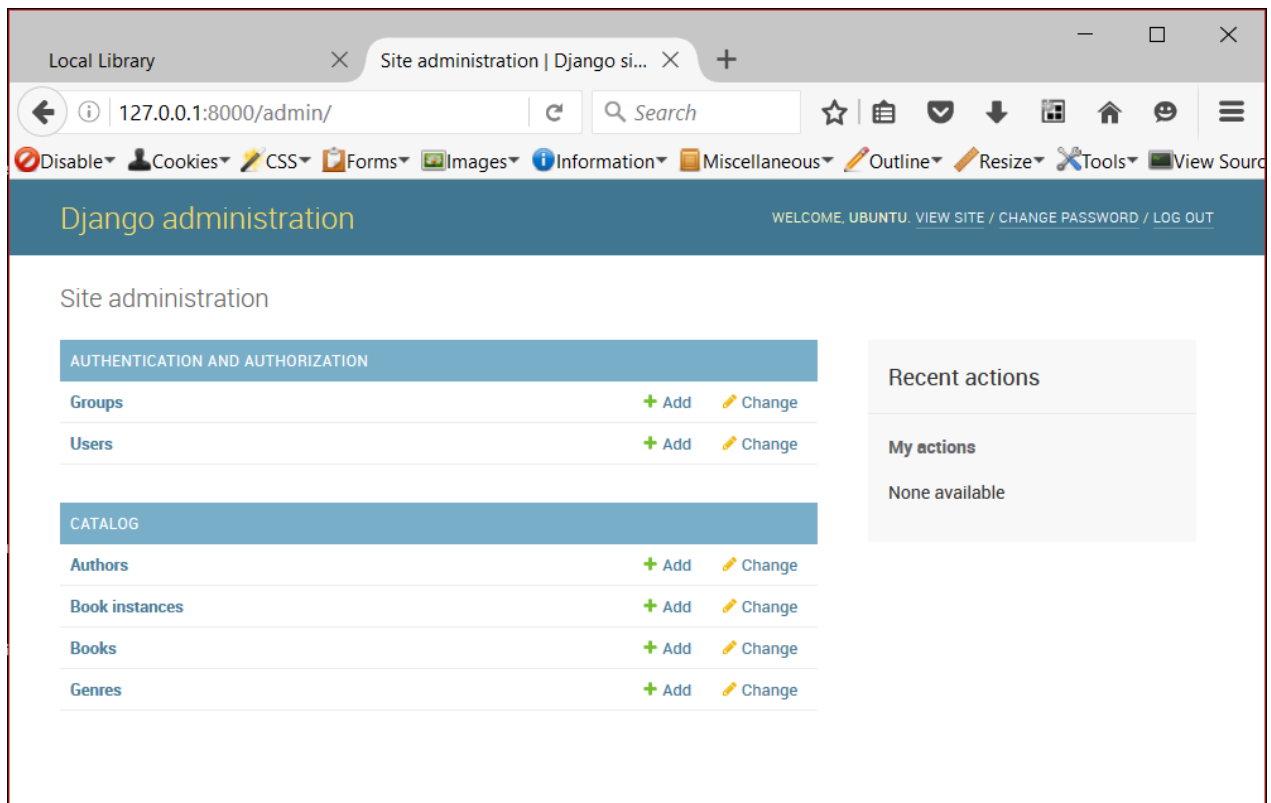 Local Library
Site administration | Django si...
127.0.0.1:8000/admin/
Search
Disable Cookies CSS Forms Images Information Miscellaneous Outline Resize Tools View Sourc
Django administration
WELCOME, UBUNTU. VIEW SITE / CHANGE PASSWORD / LOG OUT
Site administration
AUTHENTICATION AND AUTHORIZATION
Groups Add Change
Users Add Change
CATALOG
Authors Add Change
Book instances Add Change
Books Add Change
Genres Add Change
Recent actions
My actions
None available